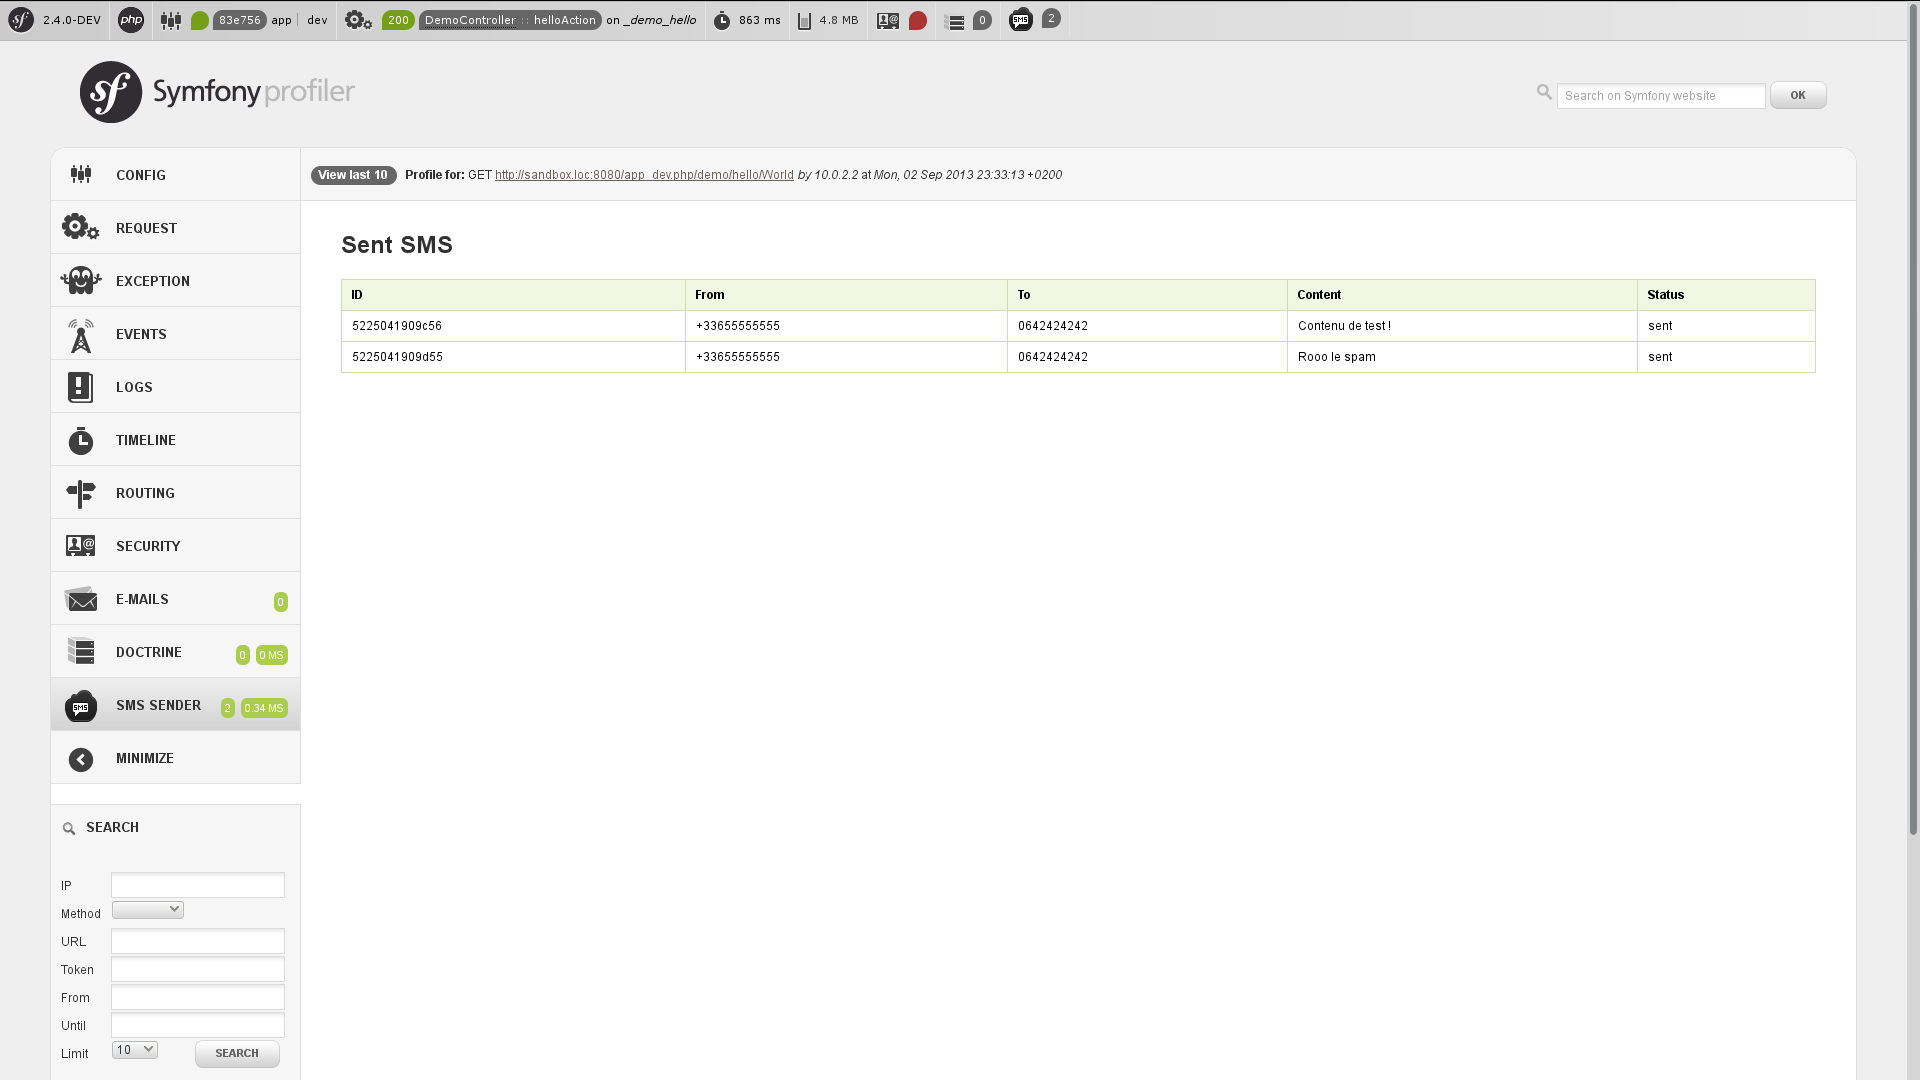 2.4.0-DEV php 83e756 app dev 200 DemoController :: helloAction on _demo_hello 863 ms 4.8 MB 0 SMS 2
sf Symfony profiler
Search on Symfony website OK
CONFIG
View last 10 Profile for: GET http://sandbox.loc:8080/app_dev.php/demo/hello/World by 10.0.2.2 at Mon, 02 Sep 2013 23:33:13 +0200
REQUEST
EXCEPTION
EVENTS
LOGS
TIMELINE
ROUTING
SECURITY
E-MAILS 0
DOCTRINE 0 0 MS
SMS SMS SENDER 2 0.34 MS
MINIMIZE
Sent SMS
ID From To Content Status
5225041909c56 +33655555555 0642424242 Contenu de test ! sent
5225041909d55 +33655555555 0642424242 Rooo le spam sent
SEARCH
IP
Method
URL
Token
From
Until
Limit 10 SEARCH